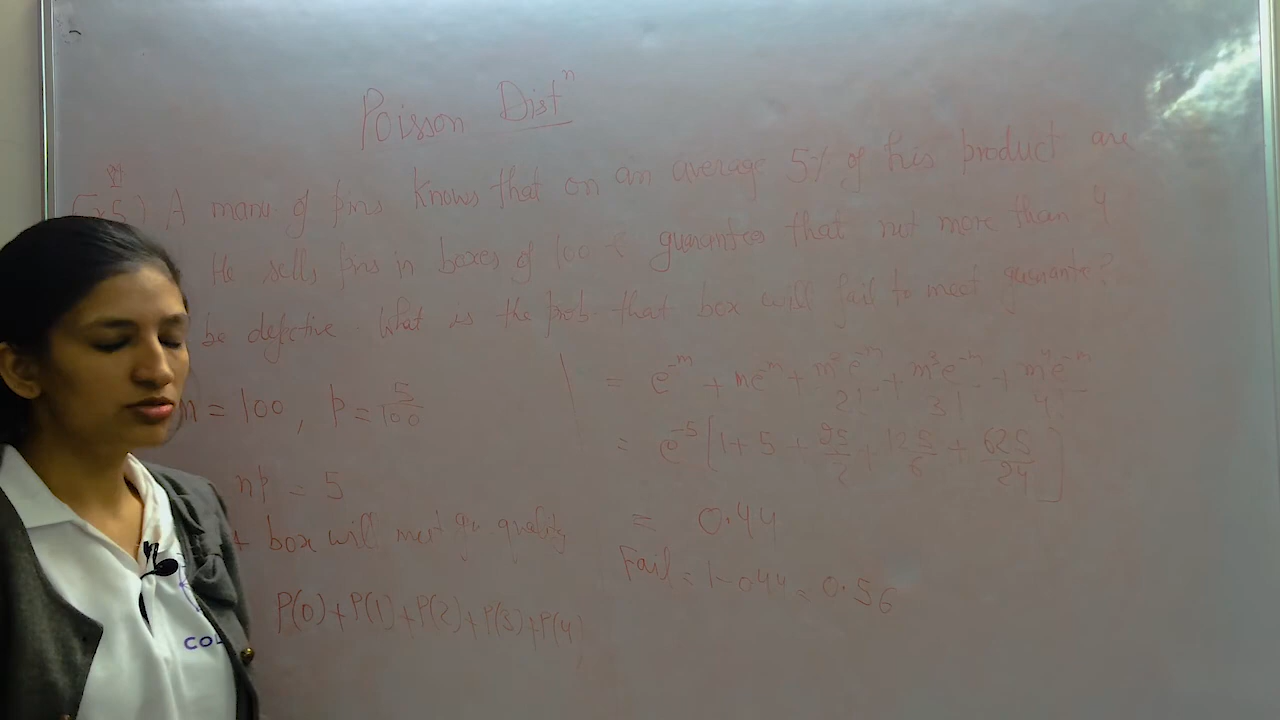 Poisson Distⁿ
Ex 5) A manu of pins knows that on an average 5% of his product are
He sells pins in boxes of 100 & guarantees that not more than 4
be defective. What is the prob. that box will fail to meet guarantee?
n = 100, p = 5/100
np = 5
box will meet quality
P(0)+P(1)+P(2)+P(3)+P(4)
= e^-m + me^-m + m²e^-m/2! + m³e^-m/3! + m⁴e^-m/4
= e^-5 [1+5+25/2+125/6+625/24]
= 0.44
Fail = 1-0.44 = 0.56
COL